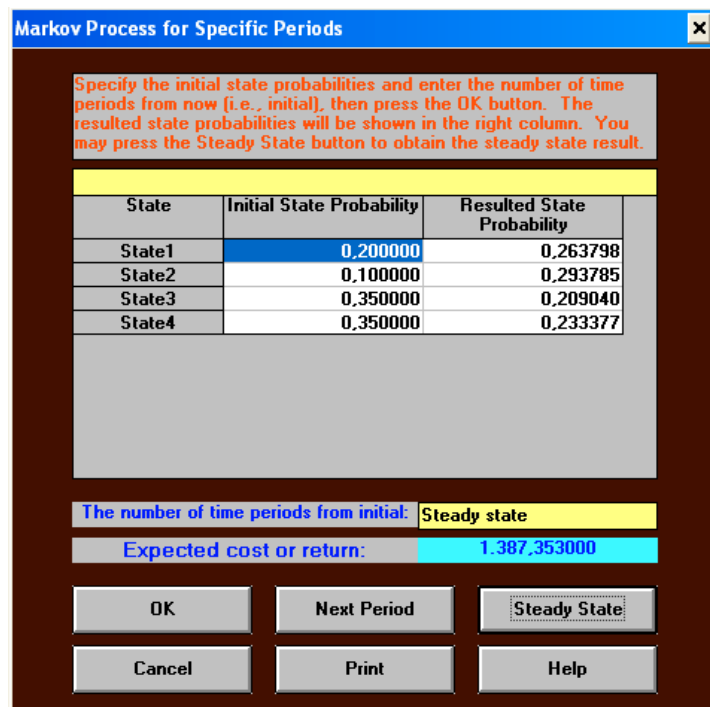 Markov Process for Specific Periods
Specify the initial state probabilities and enter the number of time
periods from now (i.e., initial), then press the OK button. The
resulted state probabilities will be shown in the right column. You
may press the Steady State button to obtain the steady state result.
State Initial State Probability Resulted State
Probability
State1 0,200000 0,263798
State2 0,100000 0,293785
State3 0,350000 0,209040
State4 0,350000 0,233377
The number of time periods from initial: Steady state
Expected cost or return: 1.387,353000
OK Next Period Steady State
Cancel Print Help